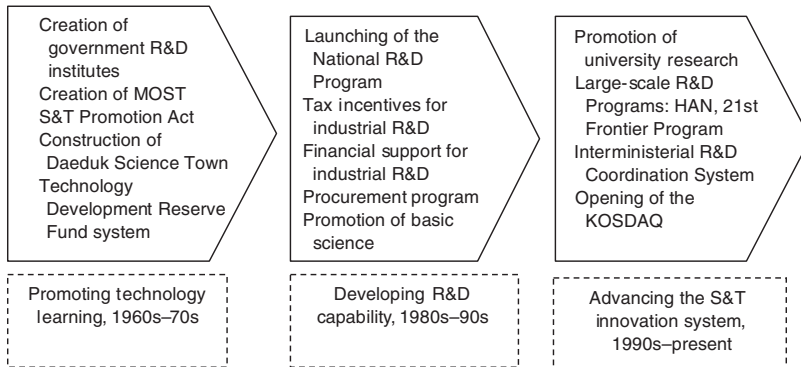 Creation of
government R&D
institutes
Creation of MOST
S&T Promotion Act
Construction of
Daeduk Science Town
Technology
Development Reserve
Fund system
Launching of the
National R&D
Program
Tax incentives for
industrial R&D
Financial support for
industrial R&D
Procurement program
Promotion of basic
science
Promotion of
university research
Large-scale R&D
Programs: HAN, 21st
Frontier Program
Interministerial R&D
Coordination System
Opening of the
KOSDAQ
Promoting technology
learning, 1960s–70s
Developing R&D
capability, 1980s–90s
Advancing the S&T
innovation system,
1990s–present